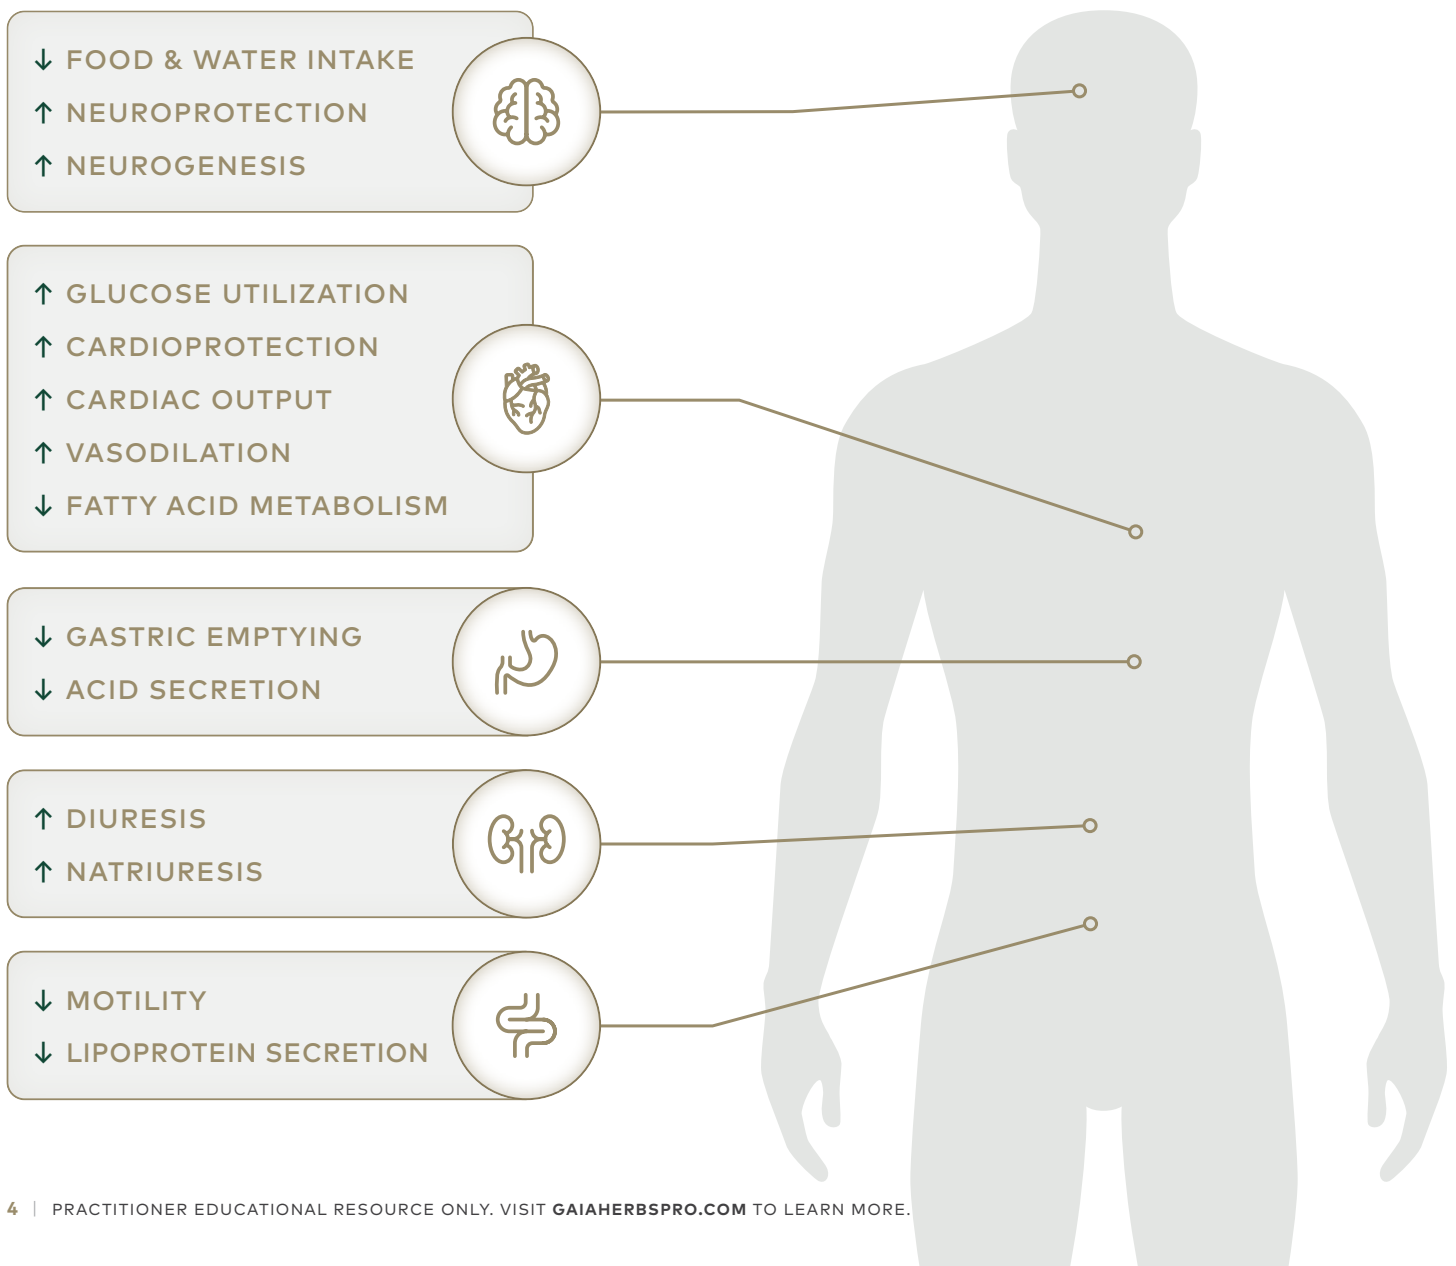 ↓ FOOD & WATER INTAKE
↑ NEUROPROTECTION
↑ NEUROGENESIS
↑ GLUCOSE UTILIZATION
↑ CARDIOPROTECTION
↑ CARDIAC OUTPUT
↑ VASODILATION
↓ FATTY ACID METABOLISM
↓ GASTRIC EMPTYING
↓ ACID SECRETION
↑ DIURESIS
↑ NATRIURESIS
↓ MOTILITY
↓ LIPOPROTEIN SECRETION
4 | PRACTITIONER EDUCATIONAL RESOURCE ONLY. VISIT GAIAHERBSPRO.COM TO LEARN MORE.